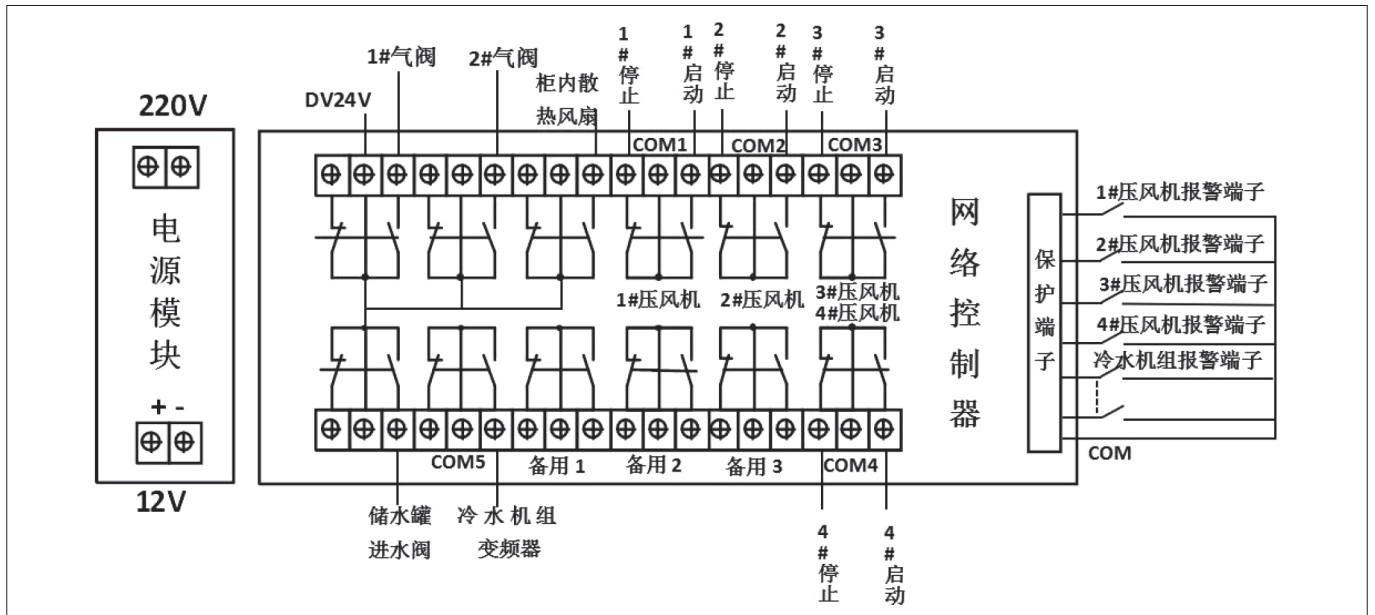 220V
电源模块
+ -
12V
DV24V
1#气阀
2#气阀
柜内散
热风扇
1#停止
1#启动
2#停止
2#启动
3#停止
3#启动
COM1
COM2
COM3
1#压风机
2#压风机
3#压风机
4#压风机
网络控制器
COM5
备用 1
备用 2
备用 3
COM4
储水罐
进水阀
冷水机组
变频器
4#停止
4#启动
保护端子
1#压风机报警端子
2#压风机报警端子
3#压风机报警端子
4#压风机报警端子
冷水机组报警端子
COM